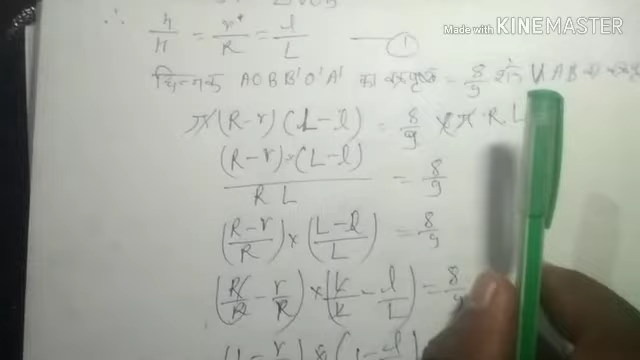 Made With KINEMASTER
∴ h/H = r/R = l/L ——— ①
छिन्नक AOBB'O'A' का वक्रपृष्ठ = 8/9 VAB
π(R-r)(L-l) = 8/9 π·R.L
(R-r)·(L-l) / R L = 8/9
(R-r / R) × (L-l / L) = 8/9
(R/R - r/R) × (L/L - l/L) = 8/9